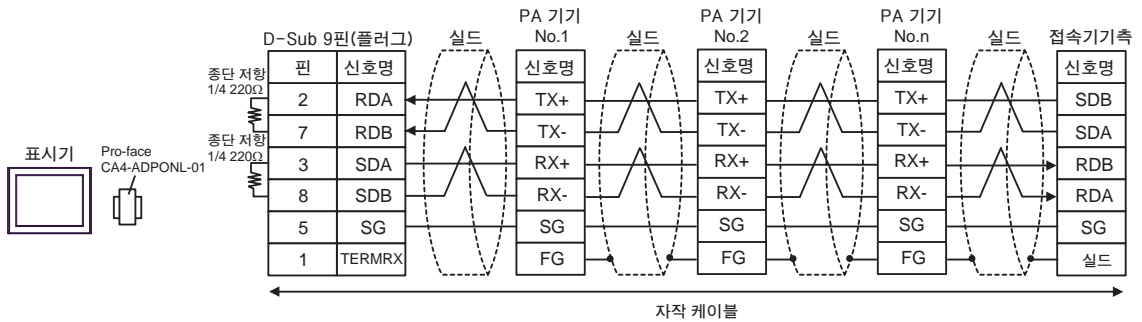 PA 기기 PA 기기 PA 기기
D-Sub 9핀(플러그) 실드 No.1 실드 No.2 실드 No.n 실드 접속기기측
핀 신호명 신호명 신호명 신호명 신호명
종단 저항
1/4 220Ω
2 RDA TX+ TX+ TX+ SDB
7 RDB TX- TX- TX- SDA
종단 저항
1/4 220Ω
3 SDA RX+ RX+ RX+ RDB
8 SDB RX- RX- RX- RDA
5 SG SG SG SG SG
1 TERMRX FG FG FG 실드
표시기
Pro-face
CA4-ADPONL-01
자작 케이블